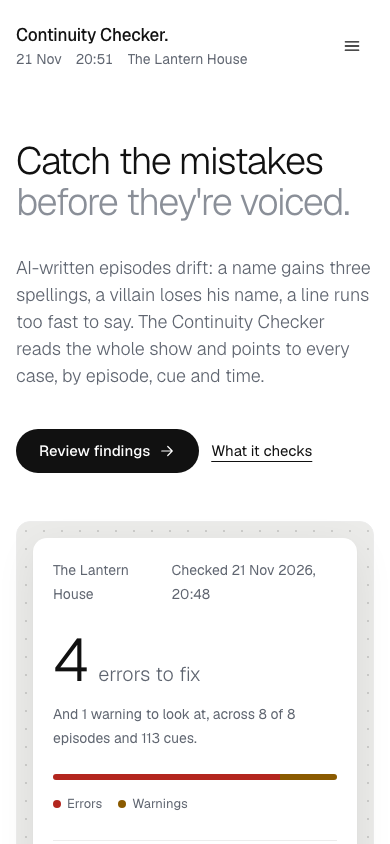 Continuity Checker.
21 Nov 20:51 The Lantern House
Catch the mistakes
before they're voiced.
AI-written episodes drift: a name gains three
spellings, a villain loses his name, a line runs
too fast to say. The Continuity Checker
reads the whole show and points to every
case, by episode, cue and time.
Review findings →
What it checks
The Lantern
House
Checked 21 Nov 2026,
20:48
4 errors to fix
And 1 warning to look at, across 8 of 8
episodes and 113 cues.
Errors
Warnings